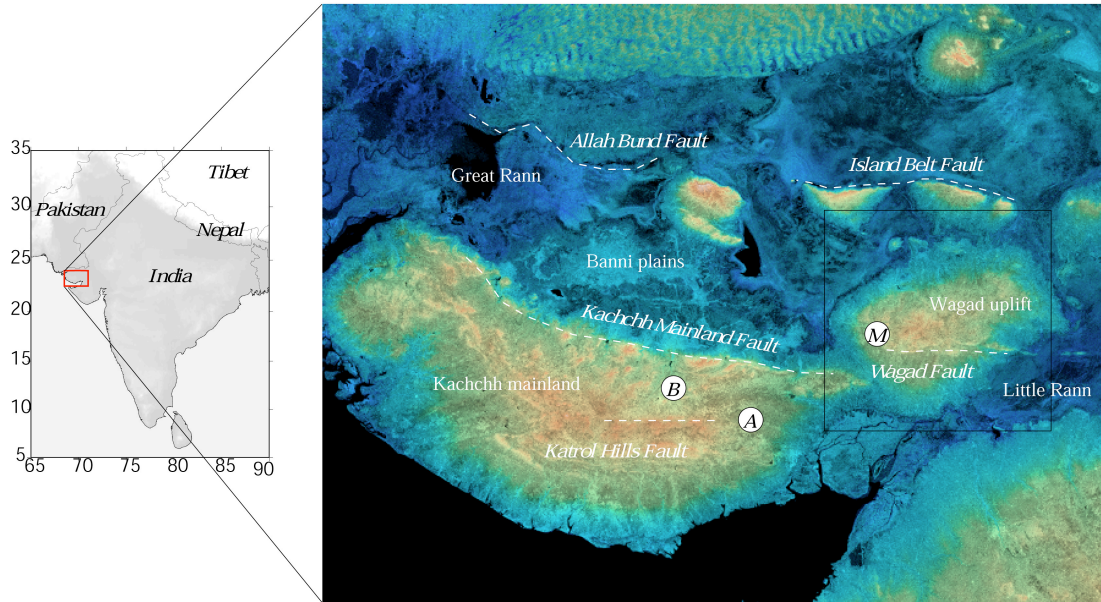 35
30
25
20
15
10
5
65
70
75
80
85
90
Tibet
Pakistan
Nepal
India
Allah Bund Fault
Great Rann
Island Belt Fault
Banni plains
Wagad uplift
Kachchh Mainland Fault
M
Wagad Fault
Kachchh mainland
B
Little Rann
A
Katrol Hills Fault